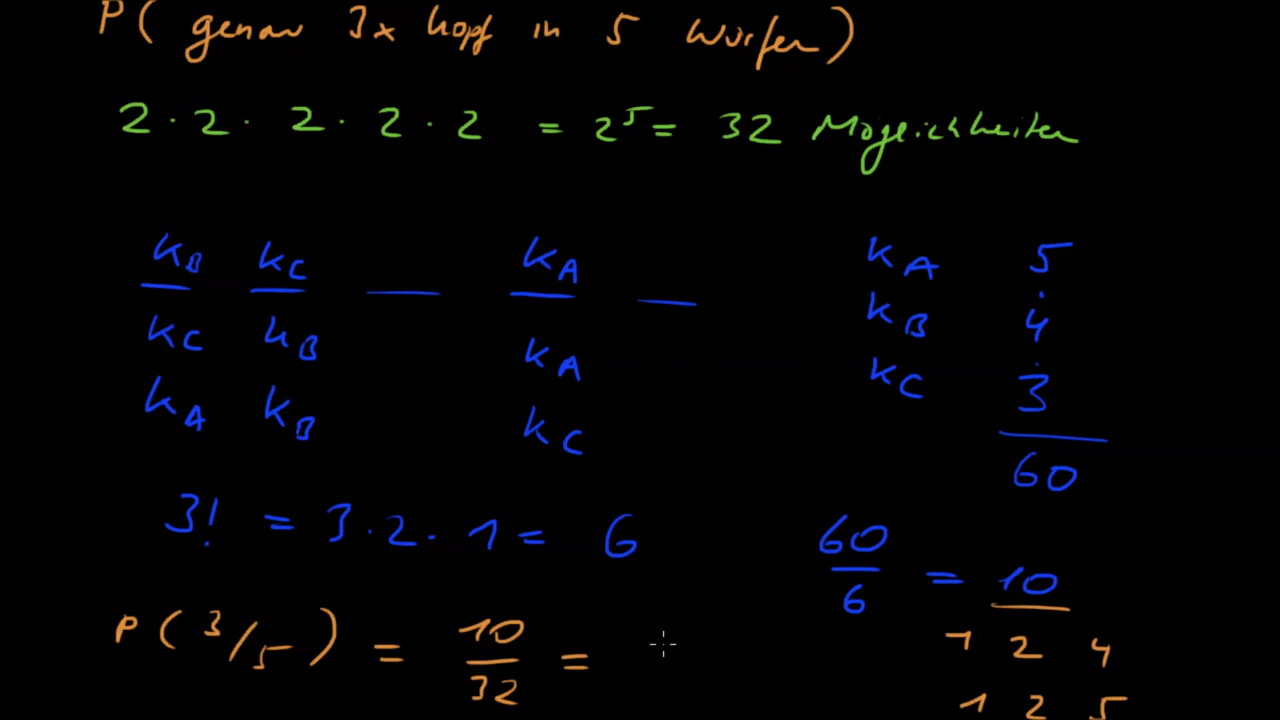 P( genau 3x kopf in 5 Würfen)
2 · 2 · 2 · 2 · 2 = 2⁵ = 32 Möglichkeiten
KB KC KA
KC KB KA
KA KB KC
KA 5
KB · 4
KC · 3
60
3! = 3 · 2 · 1 = 6
60/6 = 10
P(3/5) = 10/32 =
1 2 4
1 2 5